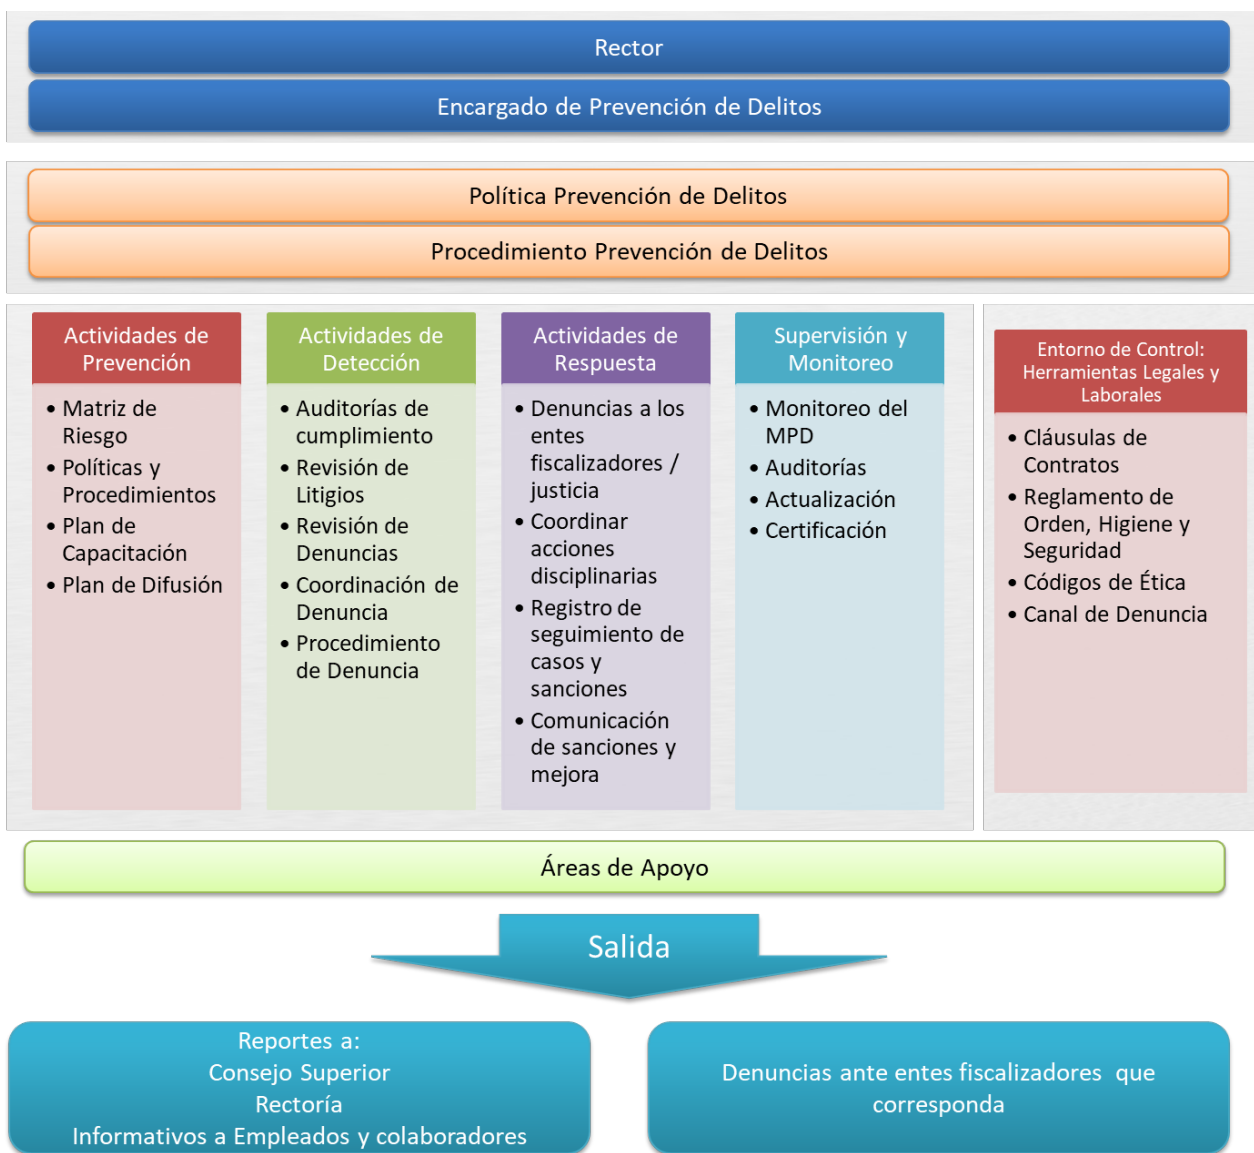 Rector
Encargado de Prevención de Delitos
Política Prevención de Delitos
Procedimiento Prevención de Delitos
Actividades de
Prevención
• Matriz de
Riesgo
• Políticas y
Procedimientos
• Plan de
Capacitación
• Plan de Difusión
Actividades de
Detección
• Auditorías de
cumplimiento
• Revisión de
Litigios
• Revisión de
Denuncias
• Coordinación de
Denuncia
• Procedimiento
de Denuncia
Actividades de
Respuesta
• Denuncias a los
entes
fiscalizadores /
justicia
• Coordinar
acciones
disciplinarias
• Registro de
seguimiento de
casos y
sanciones
• Comunicación
de sanciones y
mejora
Supervisión y
Monitoreo
• Monitoreo del
MPD
• Auditorías
• Actualización
• Certificación
Entorno de Control:
Herramientas Legales y
Laborales
• Cláusulas de
Contratos
• Reglamento de
Orden, Higiene y
Seguridad
• Códigos de Ética
• Canal de Denuncia
Áreas de Apoyo
Salida
Reportes a:
Consejo Superior
Rectoría
Informativos a Empleados y colaboradores
Denuncias ante entes fiscalizadores que
corresponda